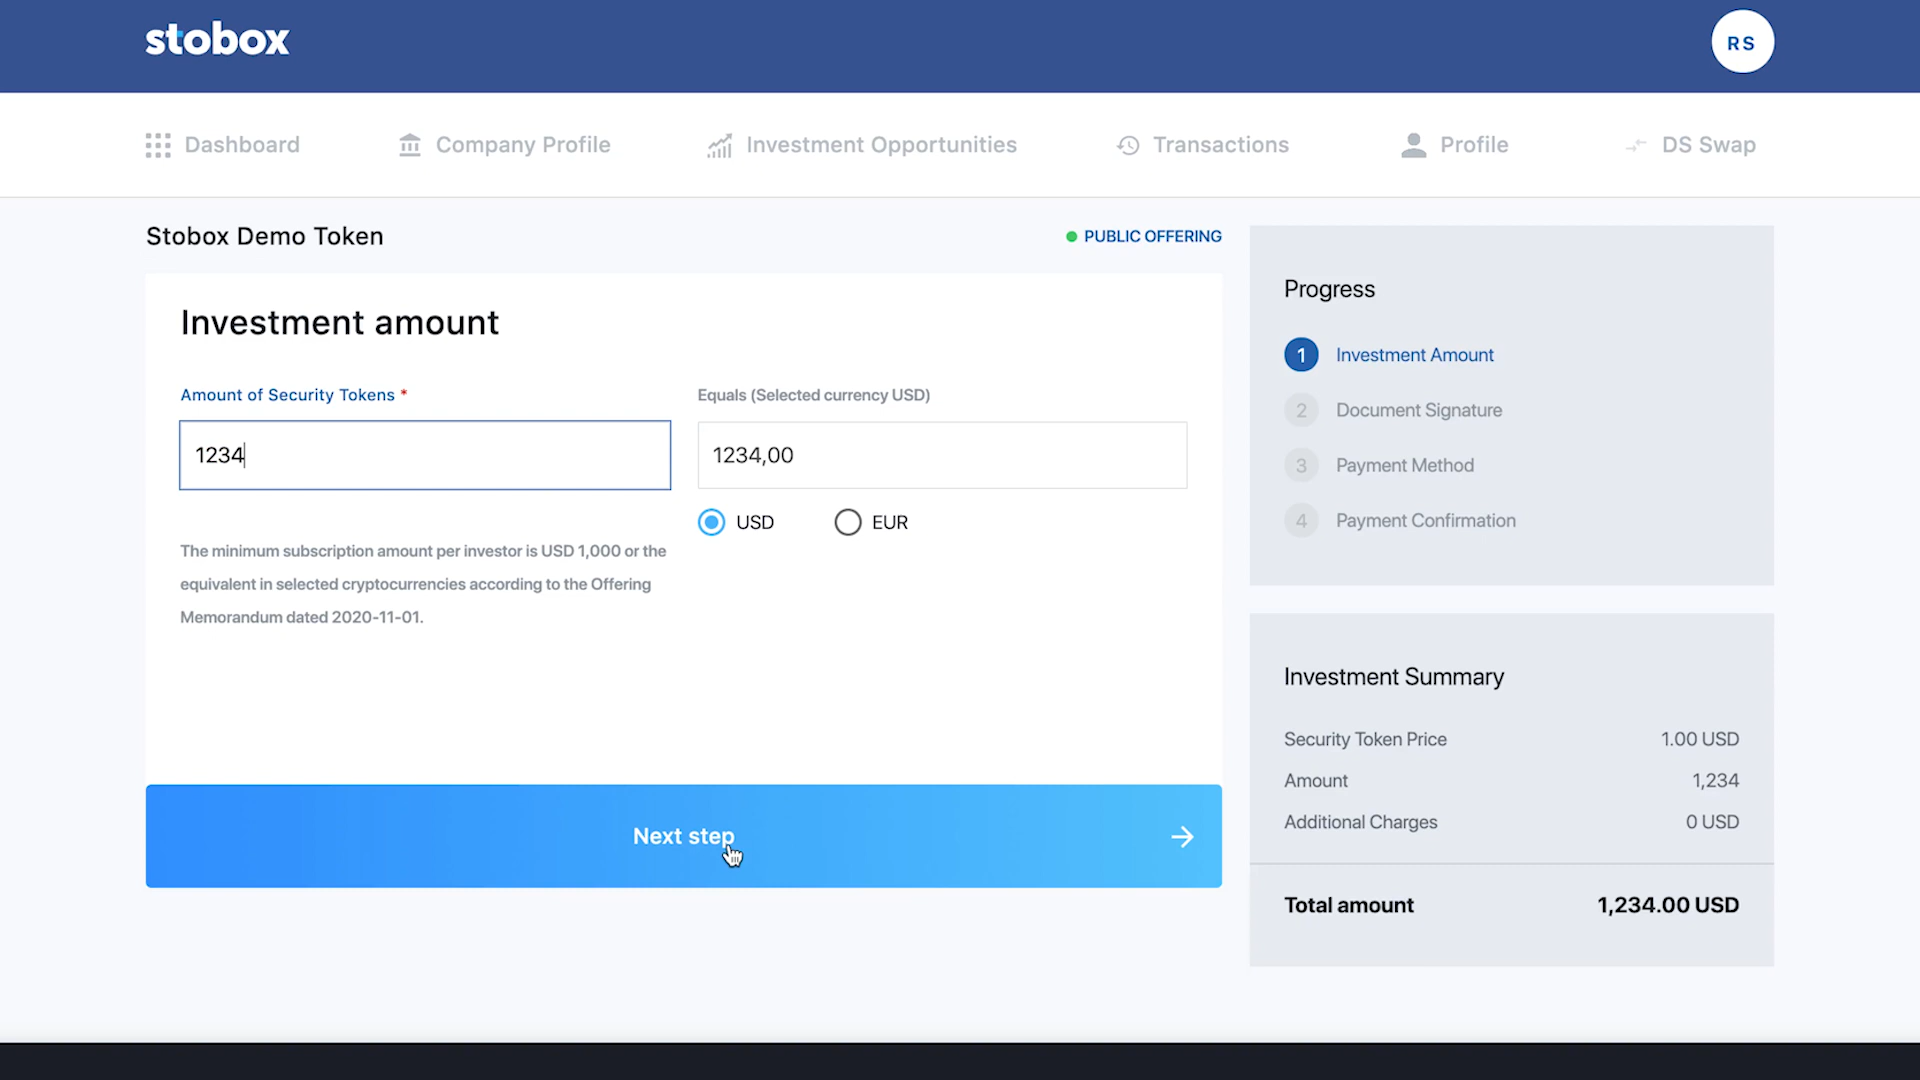 stobox
RS
Dashboard
Company Profile
Investment Opportunities
Transactions
Profile
DS Swap
Stobox Demo Token
PUBLIC OFFERING
Investment amount
Amount of Security Tokens *
Equals (Selected currency USD)
1234
1234,00
USD
EUR
The minimum subscription amount per investor is USD 1,000 or the
equivalent in selected cryptocurrencies according to the Offering
Memorandum dated 2020-11-01.
Next step
Progress
1 Investment Amount
2 Document Signature
3 Payment Method
4 Payment Confirmation
Investment Summary
Security Token Price 1.00 USD
Amount 1,234
Additional Charges 0 USD
Total amount 1,234.00 USD